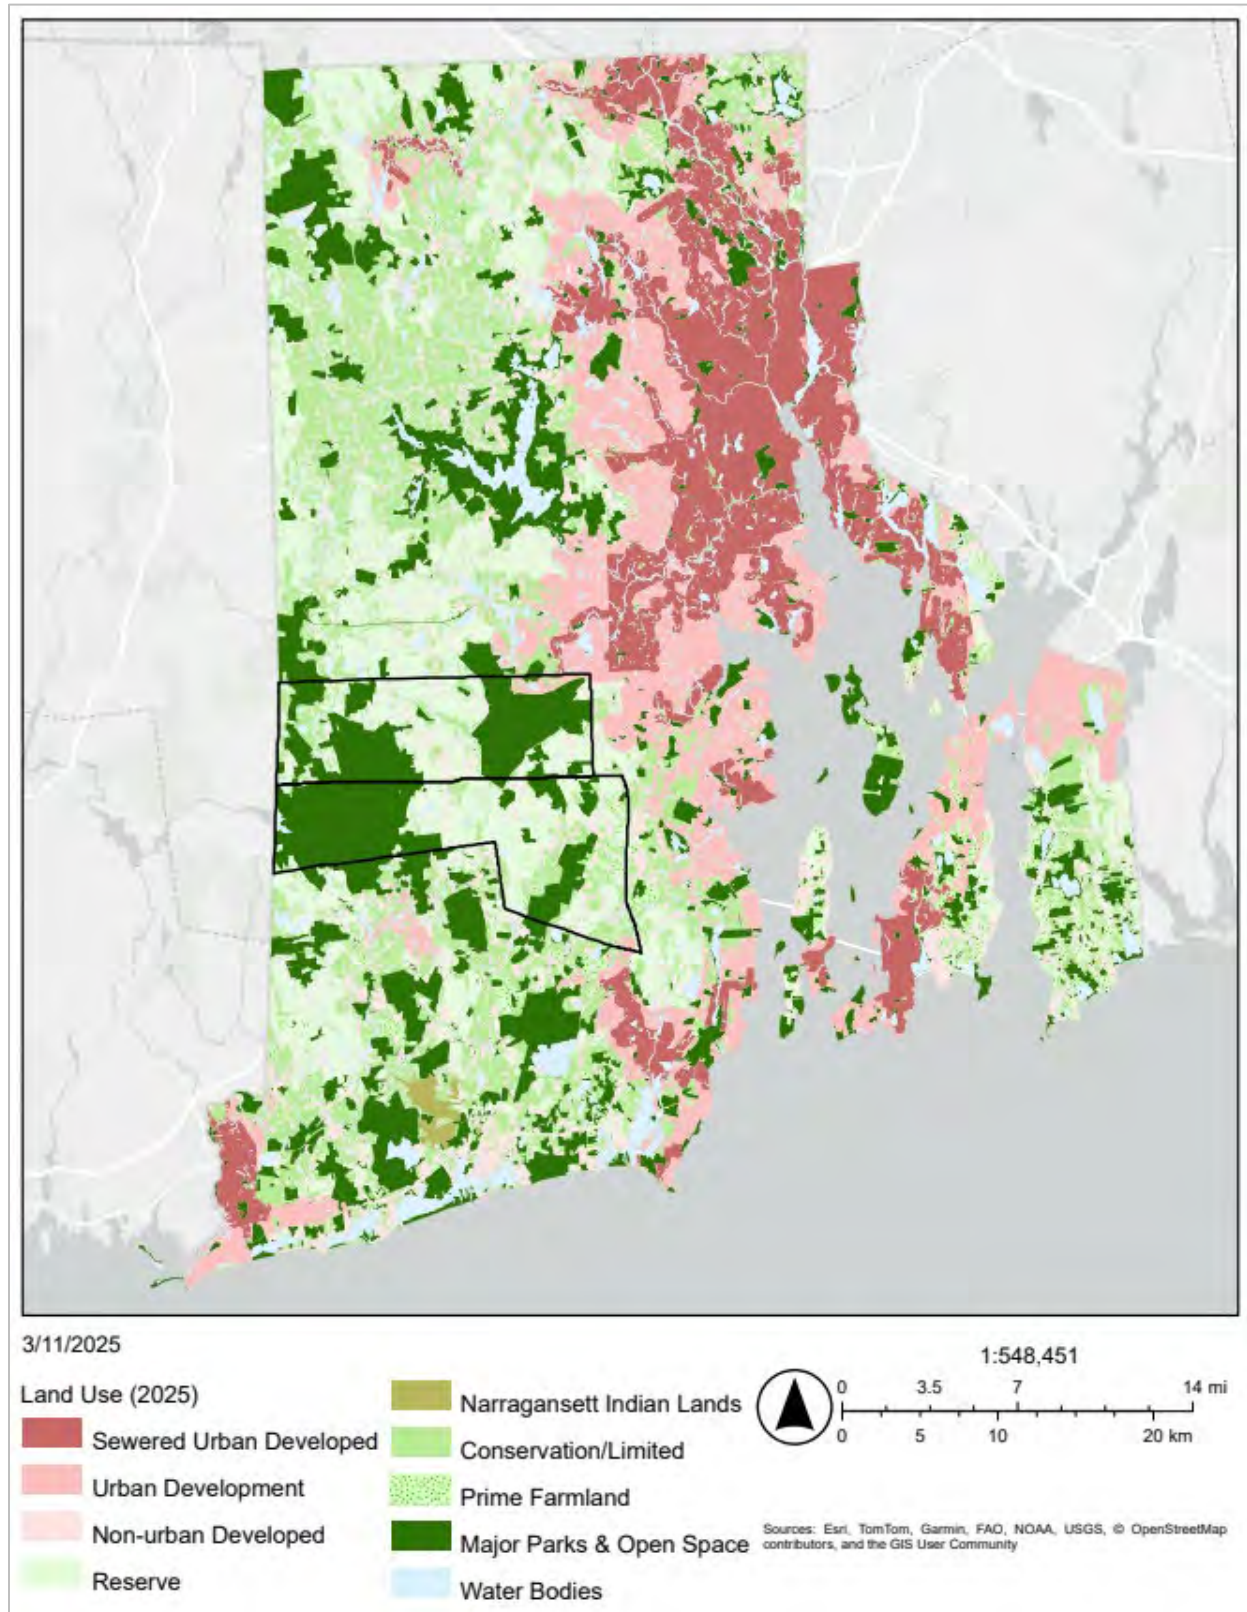 3/11/2025
1:548,451
Land Use (2025)
0 3.5 7 14 mi
0 5 10 20 km
Sewered Urban Developed
Urban Development
Non-urban Developed
Reserve
Narragansett Indian Lands
Conservation/Limited
Prime Farmland
Major Parks & Open Space
Water Bodies
Sources: Esri, TomTom, Garmin, FAO, NOAA, USGS, © OpenStreetMap
contributors, and the GIS User Community